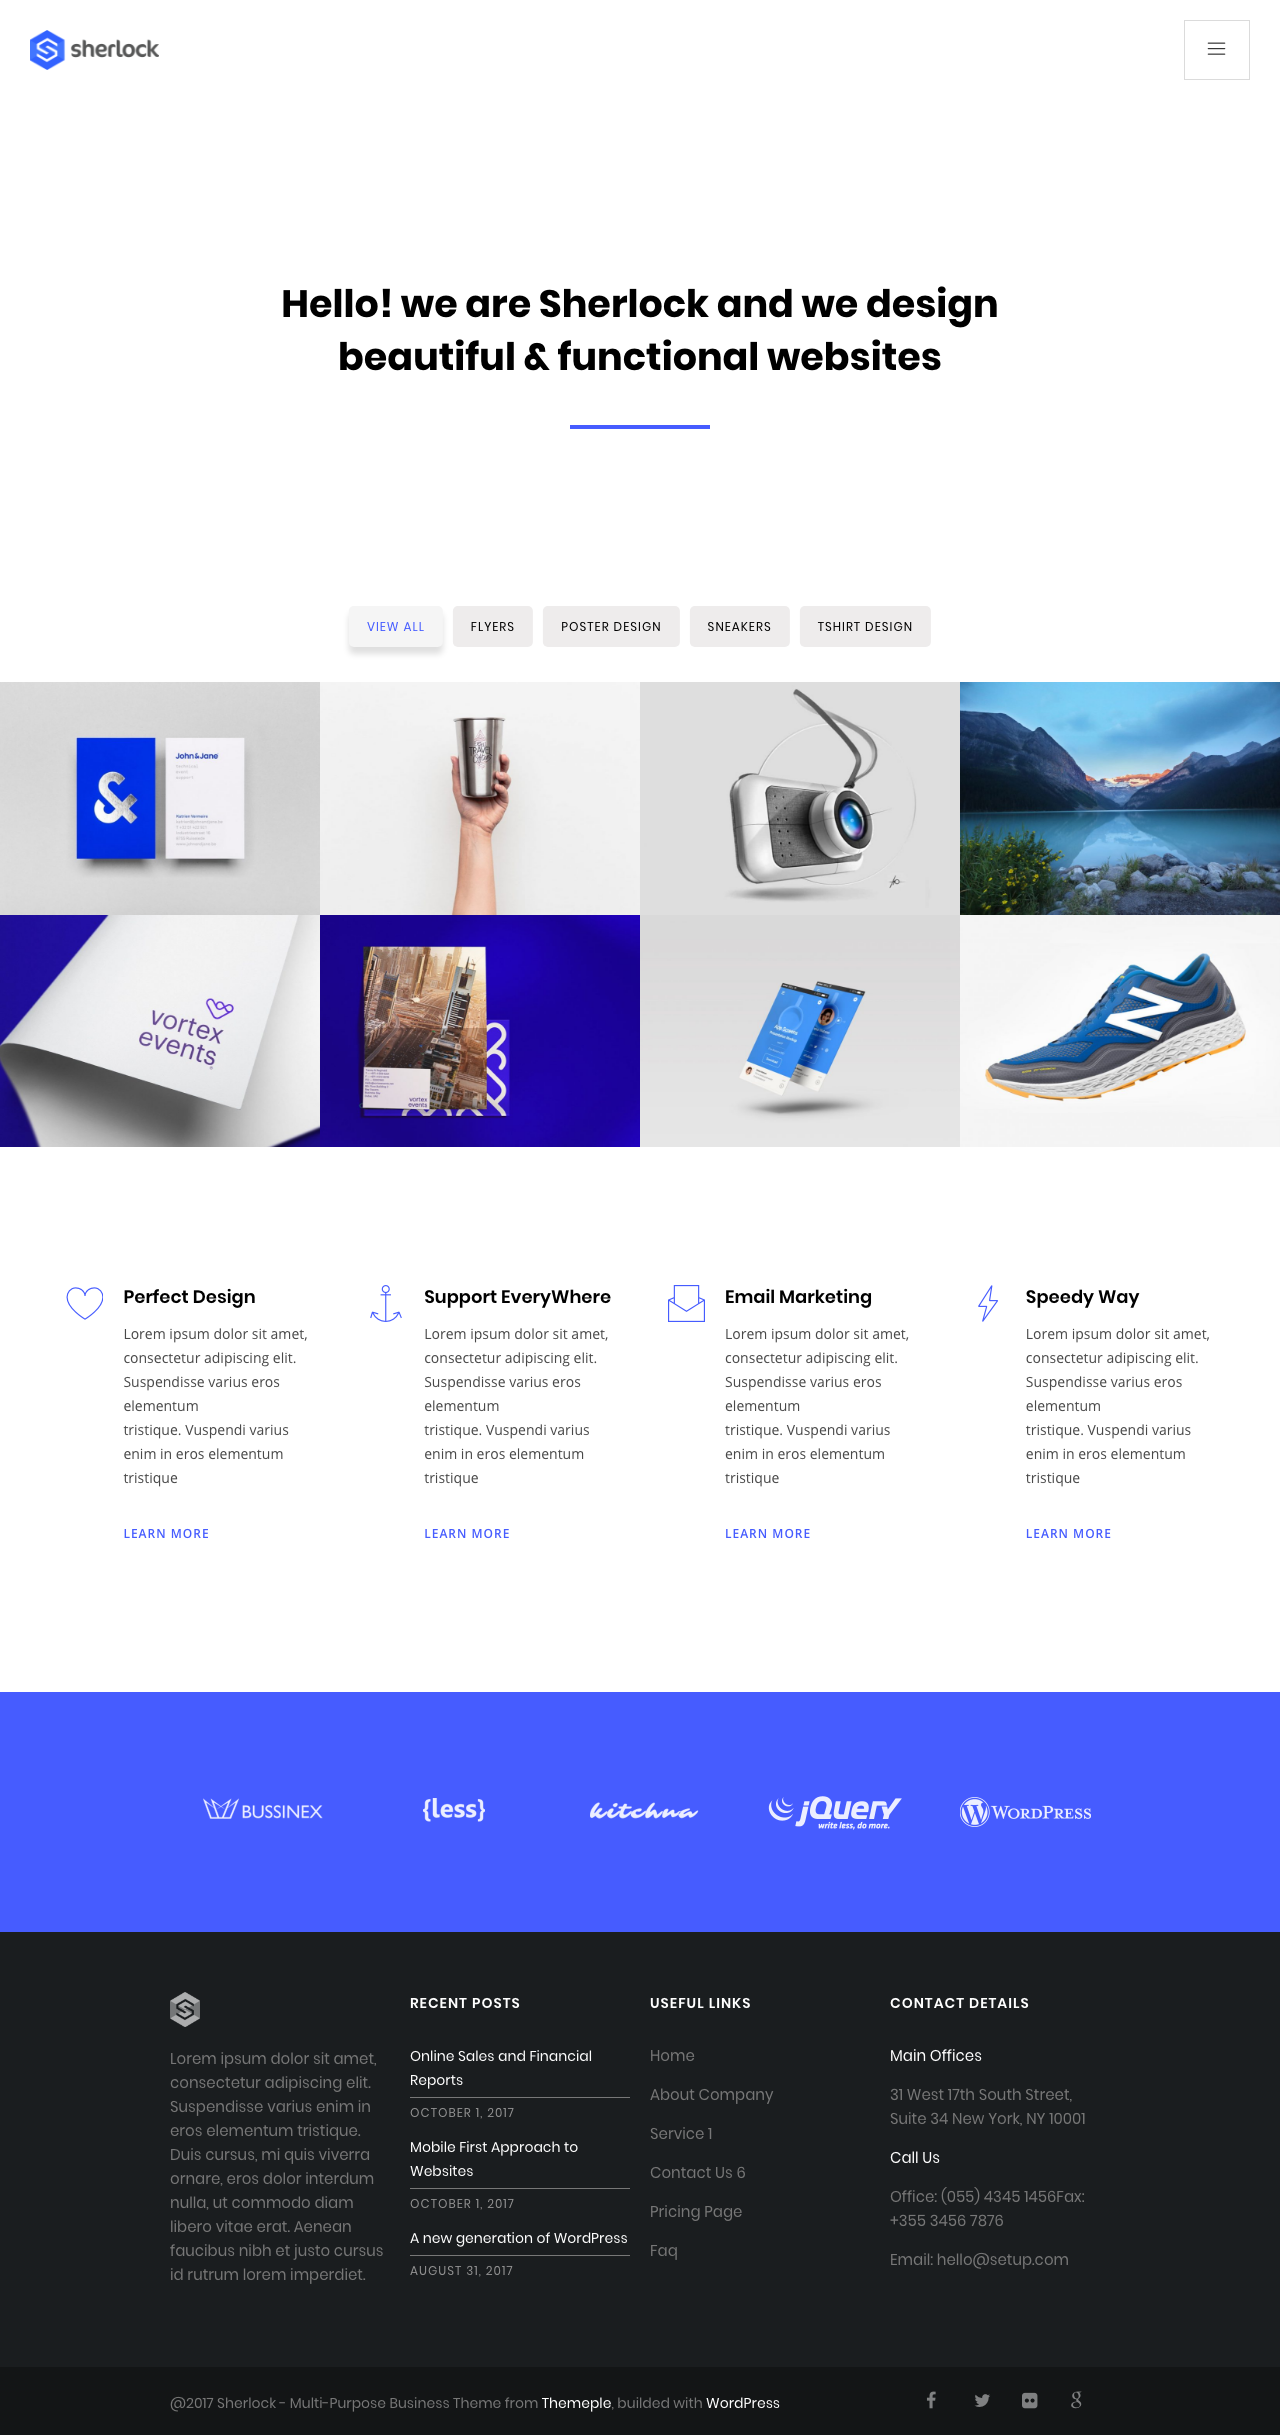 sherlock
Hello! we are Sherlock and we design
beautiful & functional websites
VIEW ALL
FLYERS
POSTER DESIGN
SNEAKERS
TSHIRT DESIGN
&
John&Jane
TRAVEL
vortex
events
vortex
events
Perfect Design
Lorem ipsum dolor sit amet,
consectetur adipiscing elit.
Suspendisse varius eros
elementum
tristique. Vuspendi varius
enim in eros elementum
tristique
LEARN MORE
Support EveryWhere
Lorem ipsum dolor sit amet,
consectetur adipiscing elit.
Suspendisse varius eros
elementum
tristique. Vuspendi varius
enim in eros elementum
tristique
LEARN MORE
Email Marketing
Lorem ipsum dolor sit amet,
consectetur adipiscing elit.
Suspendisse varius eros
elementum
tristique. Vuspendi varius
enim in eros elementum
tristique
LEARN MORE
Speedy Way
Lorem ipsum dolor sit amet,
consectetur adipiscing elit.
Suspendisse varius eros
elementum
tristique. Vuspendi varius
enim in eros elementum
tristique
LEARN MORE
BUSSINEX
{less}
kitchna
jQuery
write less, do more.
WORDPRESS
Lorem ipsum dolor sit amet,
consectetur adipiscing elit.
Suspendisse varius enim in
eros elementum tristique.
Duis cursus, mi quis viverra
ornare, eros dolor interdum
nulla, ut commodo diam
libero vitae erat. Aenean
faucibus nibh et justo cursus
id rutrum lorem imperdiet.
RECENT POSTS
Online Sales and Financial
Reports
OCTOBER 1, 2017
Mobile First Approach to
Websites
OCTOBER 1, 2017
A new generation of WordPress
AUGUST 31, 2017
USEFUL LINKS
Home
About Company
Service 1
Contact Us 6
Pricing Page
Faq
CONTACT DETAILS
Main Offices
31 West 17th South Street,
Suite 34 New York, NY 10001
Call Us
Office: (055) 4345 1456Fax:
+355 3456 7876
Email: hello@setup.com
@2017 Sherlock - Multi-Purpose Business Theme from Themeple, builded with WordPress